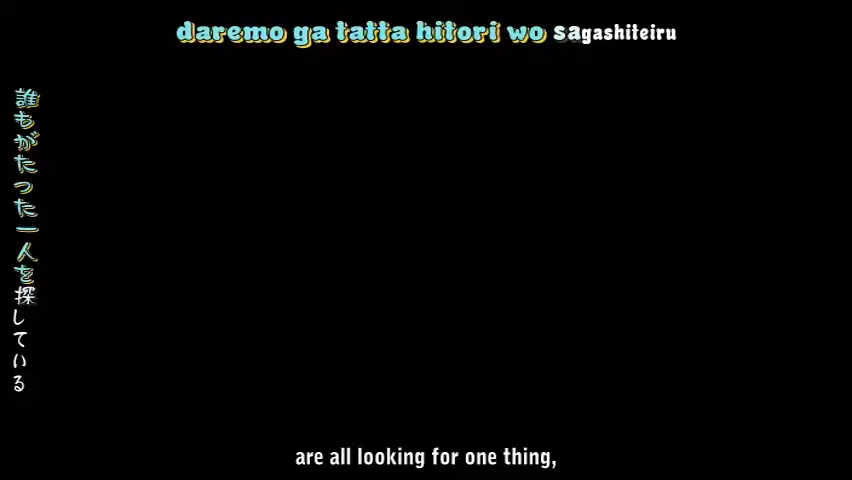 daremo ga tatta hitori wo sagashiteiru
誰もがたった一人を探している
are all looking for one thing,